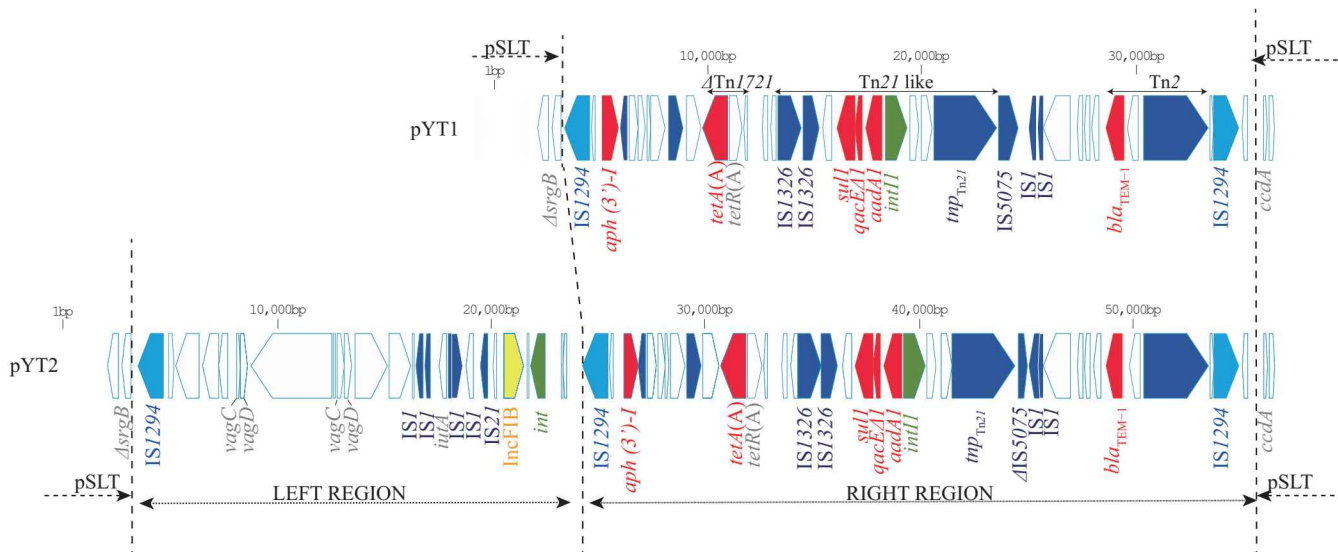 pSLT pSLT
1bp 10,000bp 20,000bp 30,000bp
ΔTn1721 Tn21 like Tn2
pYT1
ΔsrgB IS1294 aph (3')-I tetA(A) tetR(A) IS1326 IS1326 sul1 qacEΔ1 aadA1 intI1 tnpTn21 IS5075 IS1 IS1 blaTEM-1 IS1294 ccdA
1bp 10,000bp 20,000bp 30,000bp 40,000bp 50,000bp
pYT2
ΔsrgB IS1294 vagC vagD vagC vagD IS1 IS1 iutA IS1 IS1 IS21 IncFIB int IS1294 aph (3')-I tetA(A) tetR(A) IS1326 IS1326 sul1 qacEΔ1 aadA1 intI1 tnpTn21 ΔIS5075 IS1 IS1 blaTEM-1 IS1294 ccdA
pSLT LEFT REGION RIGHT REGION pSLT